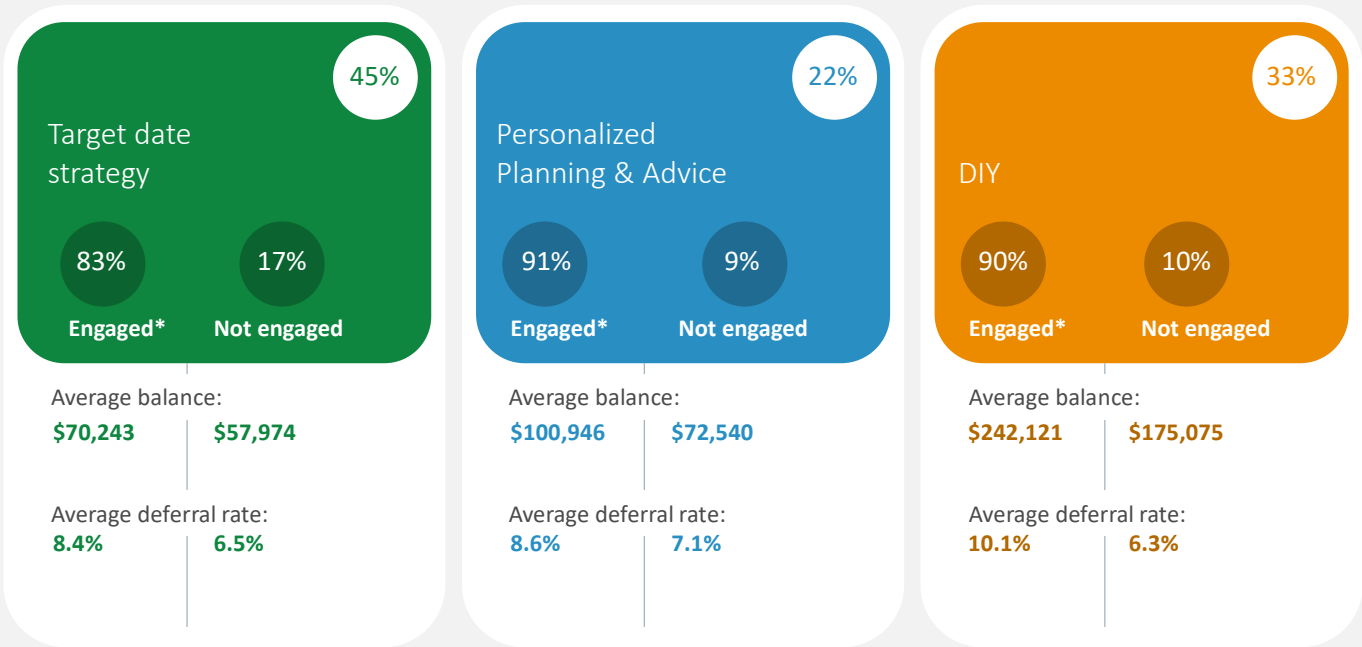 45%
Target date
strategy
83%
17%
Engaged*
Not engaged
Average balance:
$70,243
$57,974
Average deferral rate:
8.4%
6.5%
22%
Personalized
Planning & Advice
91%
9%
Engaged*
Not engaged
Average balance:
$100,946
$72,540
Average deferral rate:
8.6%
7.1%
33%
DIY
90%
10%
Engaged*
Not engaged
Average balance:
$242,121
$175,075
Average deferral rate:
10.1%
6.3%